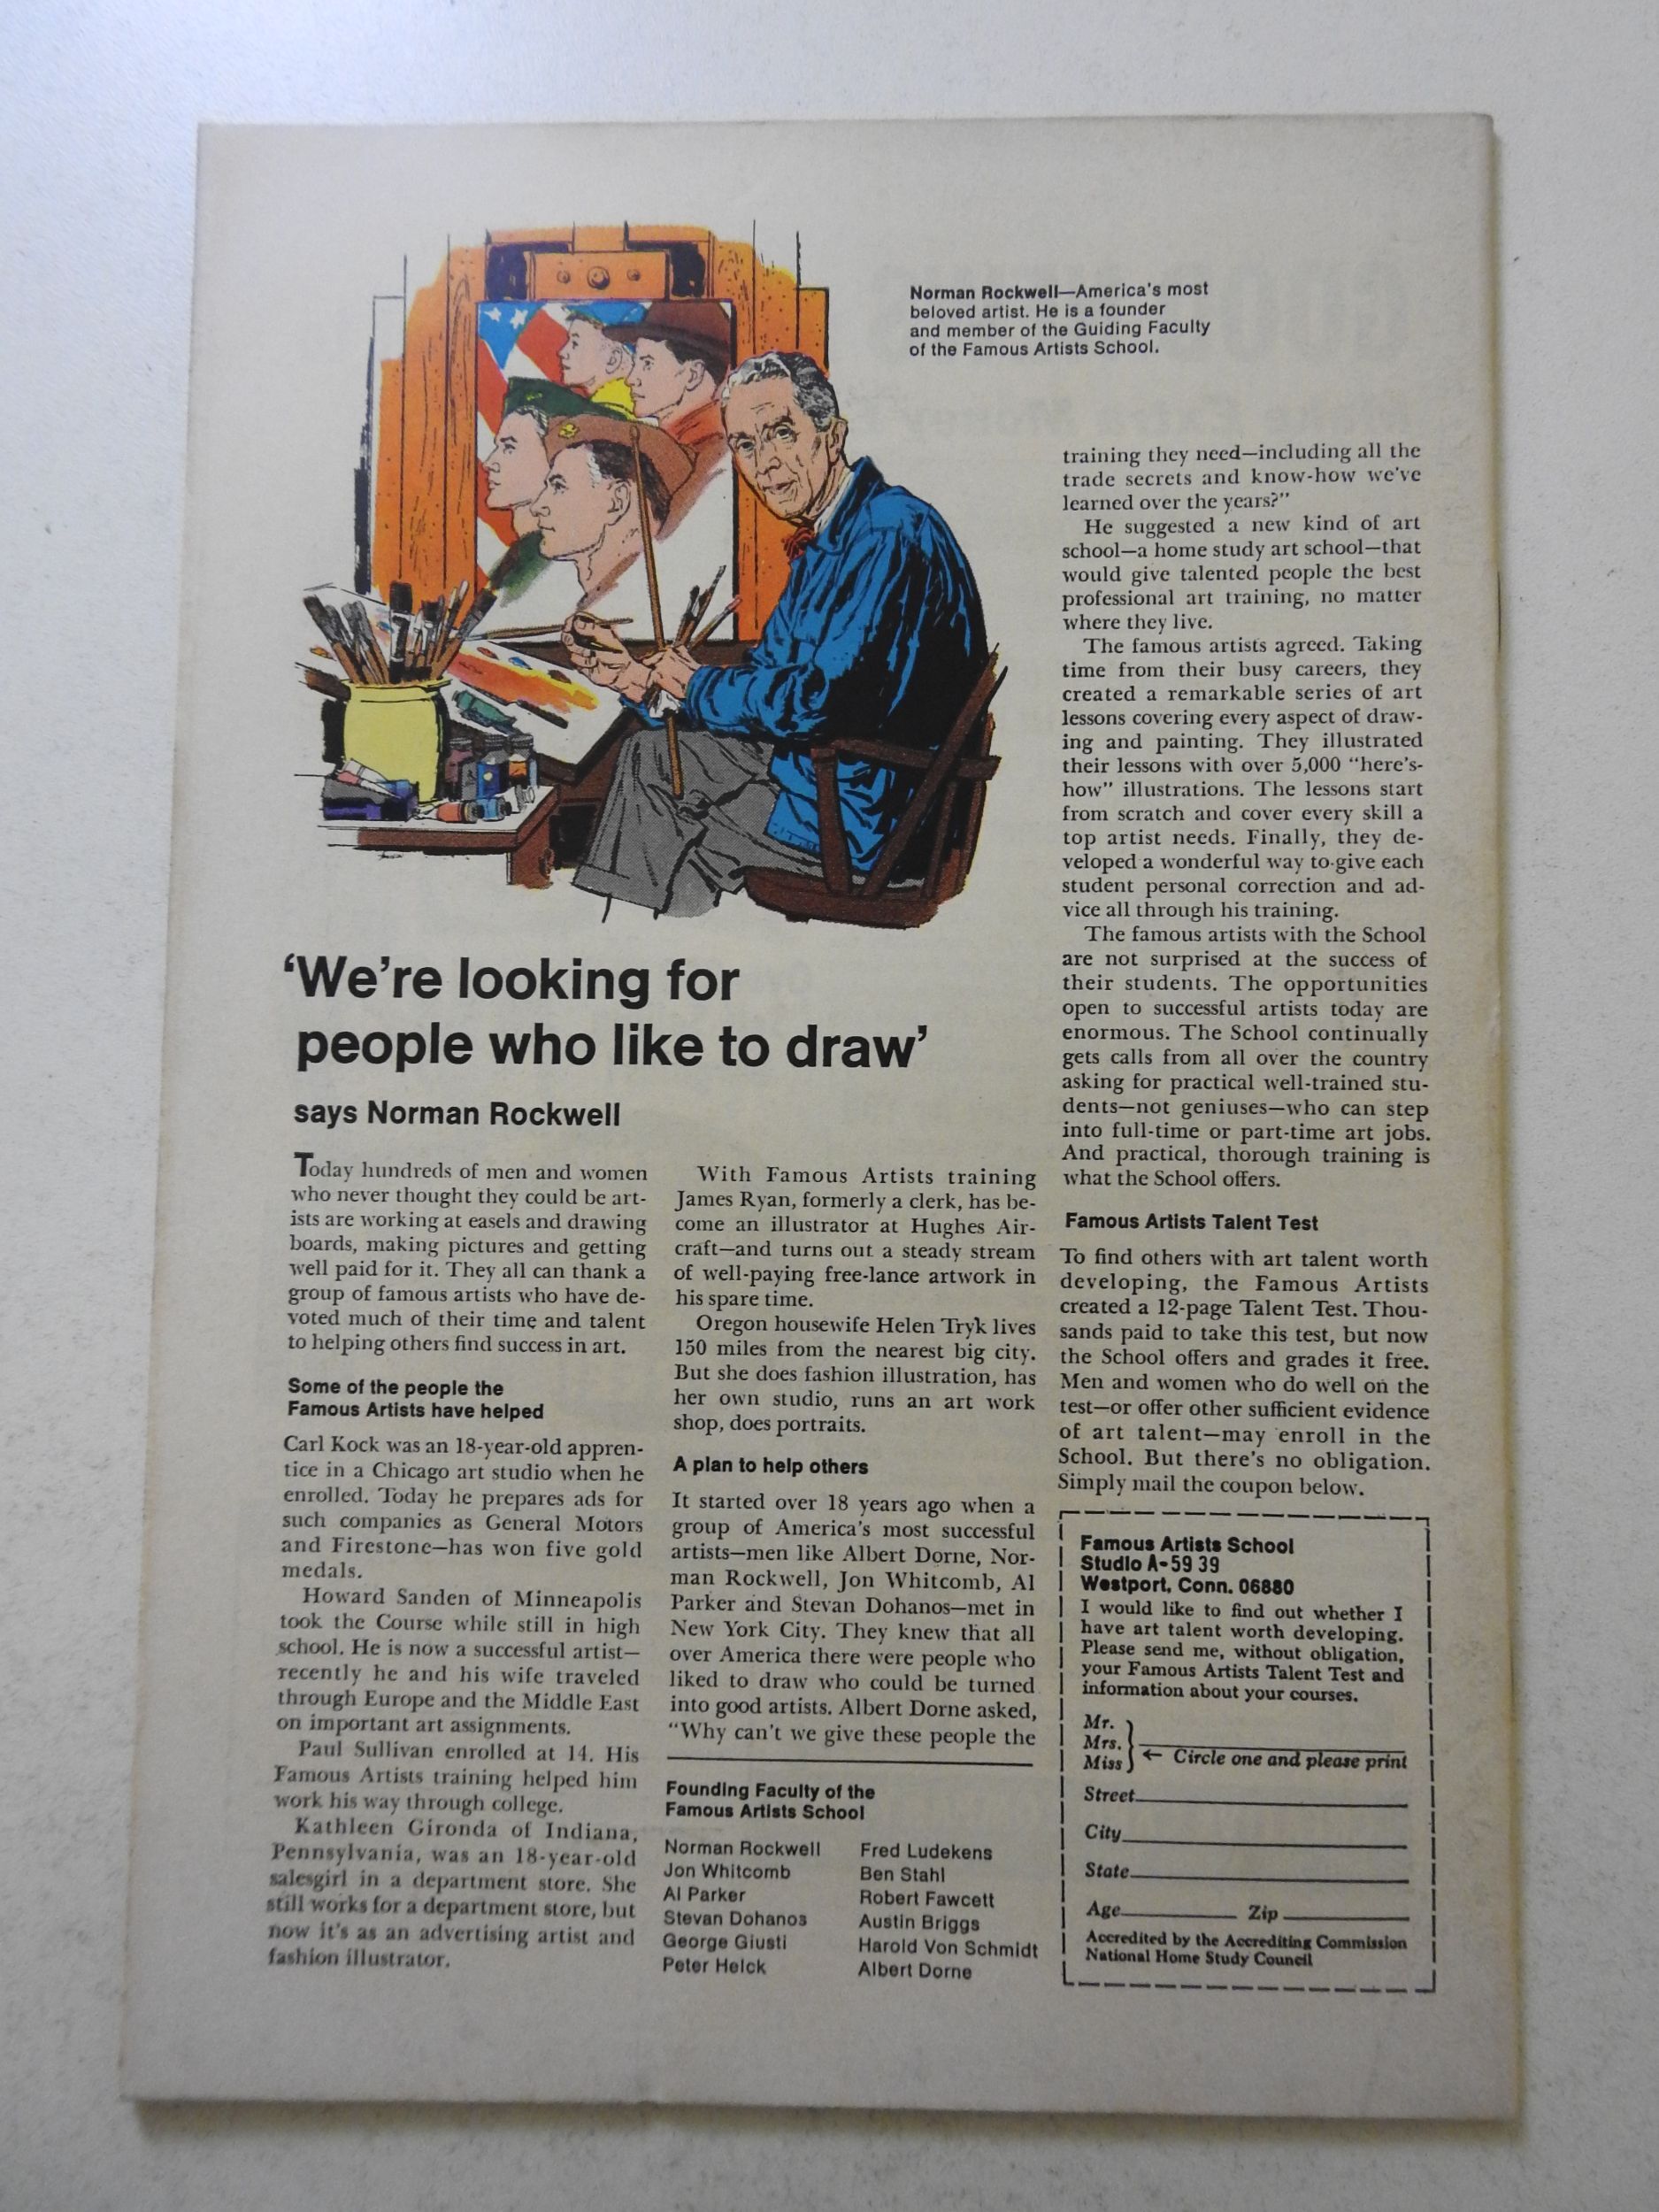 Norman Rockwell—America's most
beloved artist. He is a founder
and member of the Guiding Faculty
of the Famous Artists School.
'We're looking for
people who like to draw'
says Norman Rockwell
Today hundreds of men and women
who never thought they could be art-
ists are working at easels and drawing
boards, making pictures and getting
well paid for it. They all can thank a
group of famous artists who have de-
voted much of their time and talent
to helping others find success in art.
Some of the people the
Famous Artists have helped
Carl Kock was an 18-year-old appren-
tice in a Chicago art studio when he
enrolled. Today he prepares ads for
such companies as General Motors
and Firestone—has won five gold
medals.
Howard Sanden of Minneapolis
took the Course while still in high
school. He is now a successful artist—
recently he and his wife traveled
through Europe and the Middle East
on important art assignments.
Paul Sullivan enrolled at 14. His
Famous Artists training helped him
work his way through college.
Kathleen Gironda of Indiana,
Pennsylvania, was an 18-year-old
salesgirl in a department store. She
still works for a department store, but
now it's as an advertising artist and
fashion illustrator.
With Famous Artists training
James Ryan, formerly a clerk, has be-
come an illustrator at Hughes Air-
craft—and turns out a steady stream
of well-paying free-lance artwork in
his spare time.
Oregon housewife Helen Tryk lives
150 miles from the nearest big city.
But she does fashion illustration, has
her own studio, runs an art work
shop, does portraits.
A plan to help others
It started over 18 years ago when a
group of America's most successful
artists—men like Albert Dorne, Nor-
man Rockwell, Jon Whitcomb, Al
Parker and Stevan Dohanos—met in
New York City. They knew that all
over America there were people who
liked to draw who could be turned
into good artists. Albert Dorne asked,
"Why can't we give these people the
Founding Faculty of the
Famous Artists School
Norman Rockwell
Jon Whitcomb
Al Parker
Stevan Dohanos
George Giusti
Peter Helck
Fred Ludekens
Ben Stahl
Robert Fawcett
Austin Briggs
Harold Von Schmidt
Albert Dorne
training they need—including all the
trade secrets and know-how we've
learned over the years?"
He suggested a new kind of art
school—a home study art school—that
would give talented people the best
professional art training, no matter
where they live.
The famous artists agreed. Taking
time from their busy careers, they
created a remarkable series of art
lessons covering every aspect of draw-
ing and painting. They illustrated
their lessons with over 5,000 "here's-
how" illustrations. The lessons start
from scratch and cover every skill a
top artist needs. Finally, they de-
veloped a wonderful way to give each
student personal correction and ad-
vice all through his training.
The famous artists with the School
are not surprised at the success of
their students. The opportunities
open to successful artists today are
enormous. The School continually
gets calls from all over the country
asking for practical well-trained stu-
dents—not geniuses—who can step
into full-time or part-time art jobs.
And practical, thorough training is
what the School offers.
Famous Artists Talent Test
To find others with art talent worth
developing, the Famous Artists
created a 12-page Talent Test. Thou-
sands paid to take this test, but now
the School offers and grades it free.
Men and women who do well on the
test—or offer other sufficient evidence
of art talent—may enroll in the
School. But there's no obligation.
Simply mail the coupon below.
Famous Artists School
Studio A-59 39
Westport, Conn. 06880
I would like to find out whether I
have art talent worth developing.
Please send me, without obligation,
your Famous Artists Talent Test and
information about your courses.
Mr.
Mrs.
Miss ← Circle one and please print
Street
City
State
Age Zip
Accredited by the Accrediting Commission
National Home Study Council